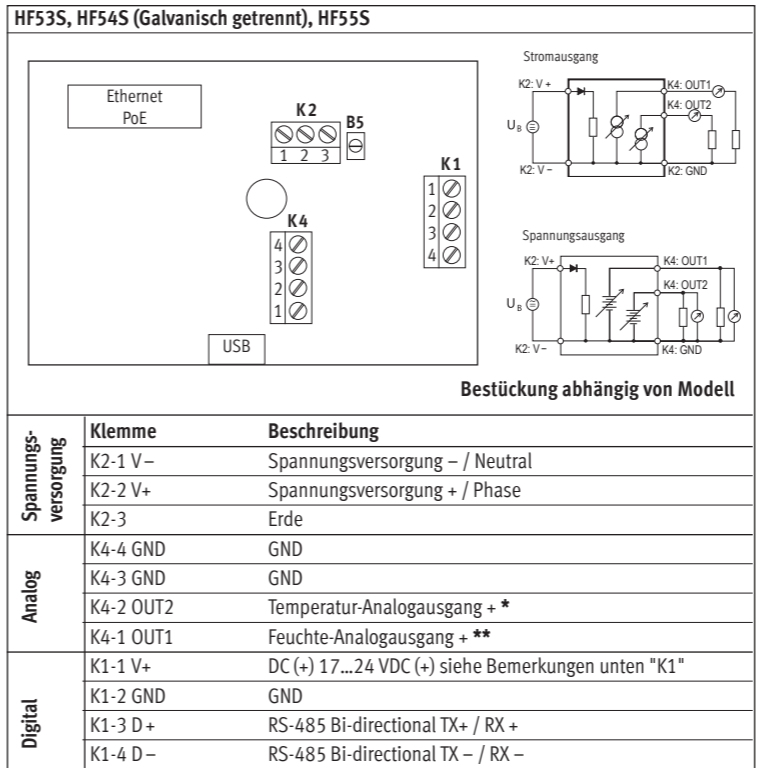 HF53S, HF54S (Galvanisch getrennt), HF55S
Ethernet
PoE
K2
B5
1 2 3
K1
1
2
3
4
K4
4
3
2
1
USB
Stromausgang
K2: V +
K4: OUT1
K4: OUT2
UB
K2: V –
K2: GND
Spannungsausgang
K2: V+
K4: OUT1
K4: OUT2
UB
K2: V–
K4: GND
Bestückung abhängig von Modell
Spannungs-
versorgung
Klemme Beschreibung
K2-1 V – Spannungsversorgung – / Neutral
K2-2 V+ Spannungsversorgung + / Phase
K2-3 Erde
Analog
K4-4 GND GND
K4-3 GND GND
K4-2 OUT2 Temperatur-Analogausgang + *
K4-1 OUT1 Feuchte-Analogausgang + **
Digital
K1-1 V+ DC (+) 17...24 VDC (+) siehe Bemerkungen unten "K1"
K1-2 GND GND
K1-3 D + RS-485 Bi-directional TX+ / RX +
K1-4 D – RS-485 Bi-directional TX – / RX –